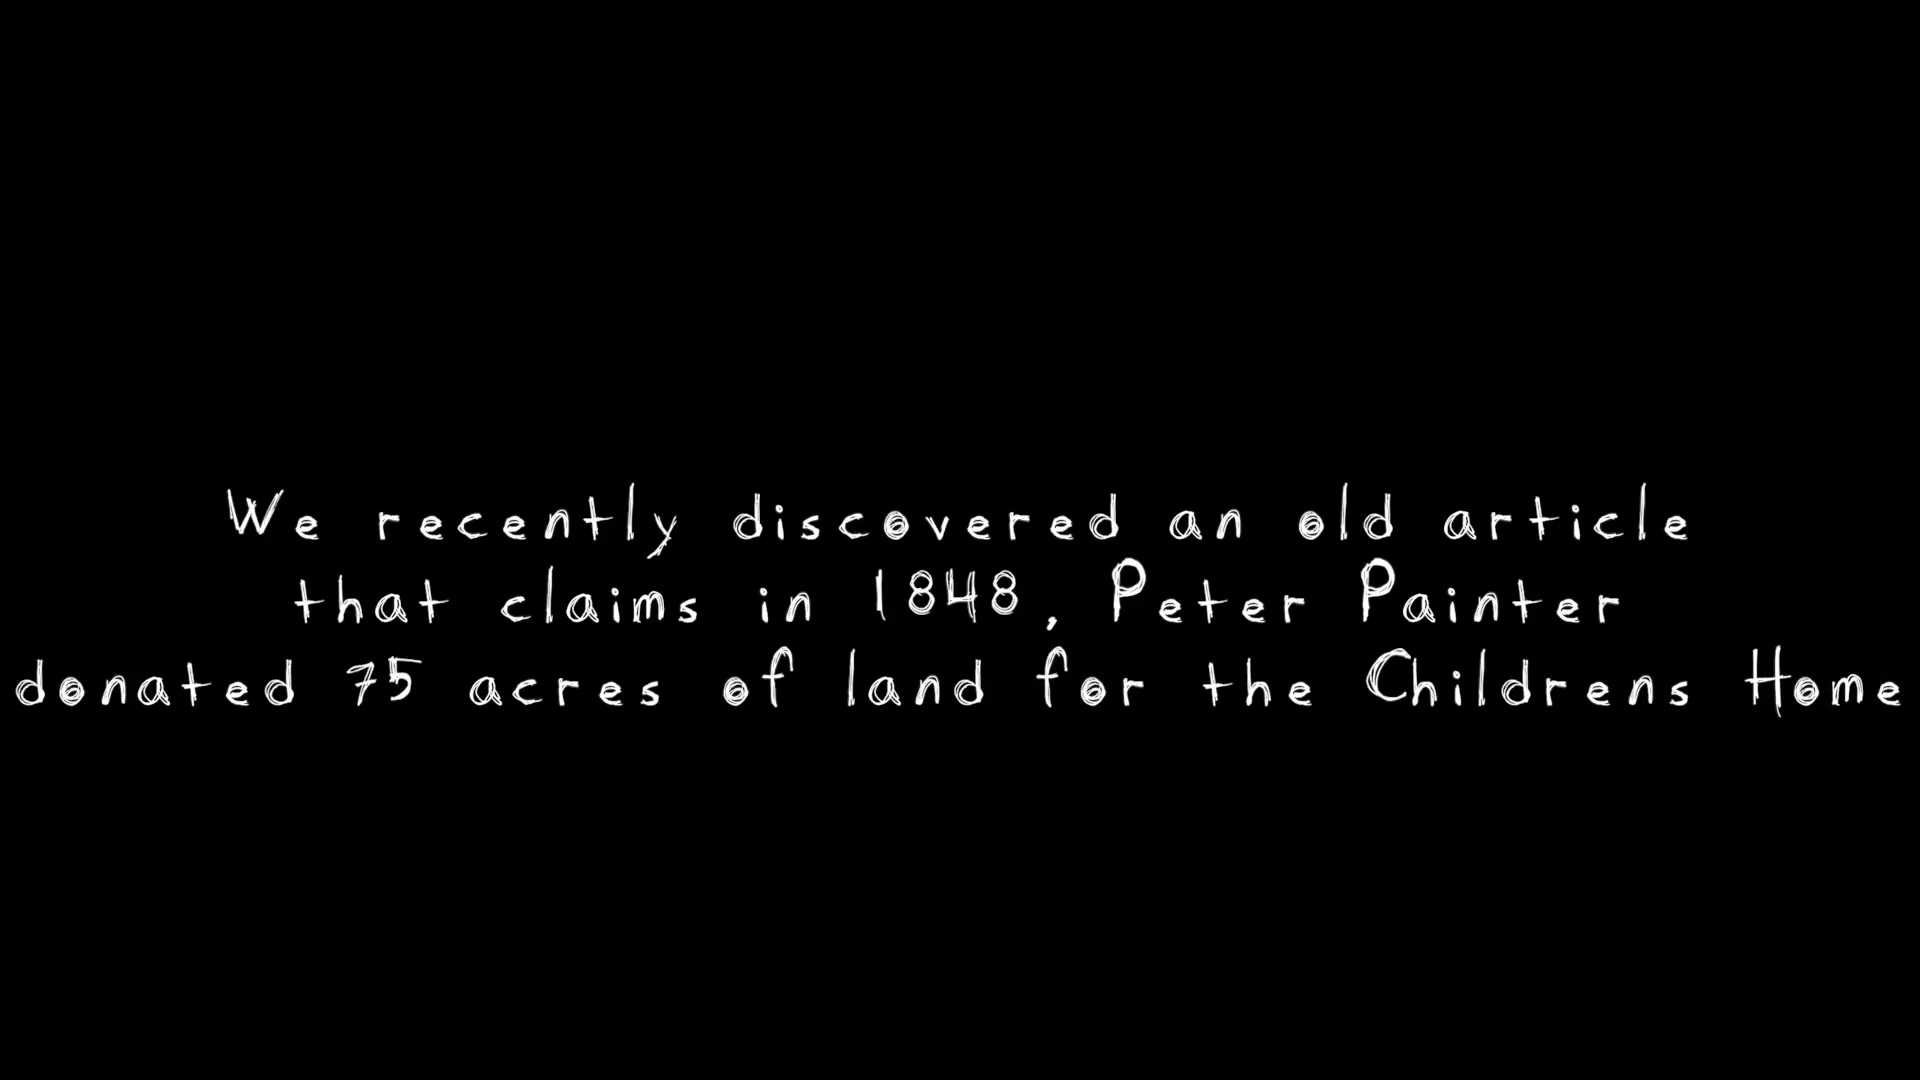 We recently discovered an old article
that claims in 1848, Peter Painter
donated 75 acres of land for the Childrens Home